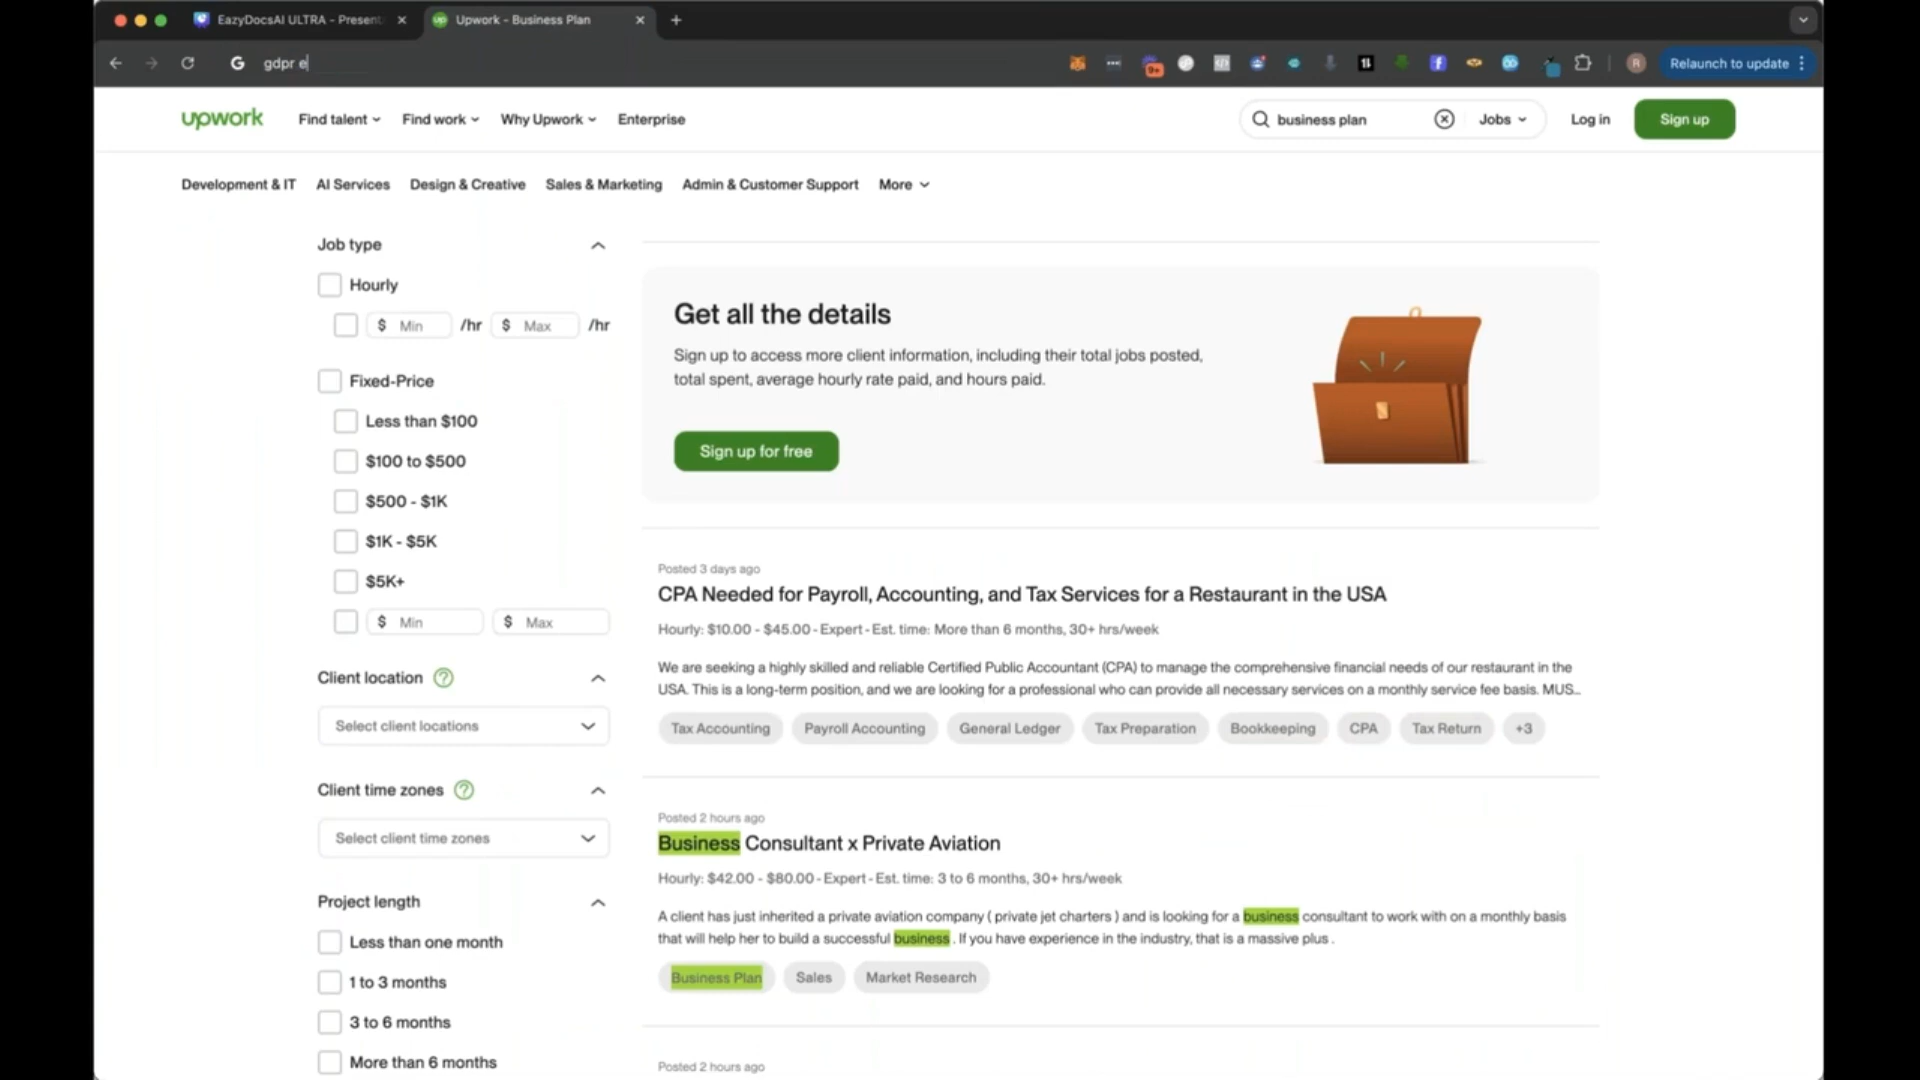 EazyDocsAI ULTRA - Present
Upwork - Business Plan
gdpr e
9+
R
Relaunch to update
upwork
Find talent
Find work
Why Upwork
Enterprise
business plan
Jobs
Log in
Sign up
Development & IT
AI Services
Design & Creative
Sales & Marketing
Admin & Customer Support
More
Job type
Hourly
$ Min /hr $ Max /hr
Fixed-Price
Less than $100
$100 to $500
$500 - $1K
$1K - $5K
$5K+
$ Min $ Max
Client location ?
Select client locations
Client time zones ?
Select client time zones
Project length
Less than one month
1 to 3 months
3 to 6 months
More than 6 months
Get all the details
Sign up to access more client information, including their total jobs posted,
total spent, average hourly rate paid, and hours paid.
Sign up for free
Posted 3 days ago
CPA Needed for Payroll, Accounting, and Tax Services for a Restaurant in the USA
Hourly: $10.00 - $45.00 - Expert - Est. time: More than 6 months, 30+ hrs/week
We are seeking a highly skilled and reliable Certified Public Accountant (CPA) to manage the comprehensive financial needs of our restaurant in the
USA. This is a long-term position, and we are looking for a professional who can provide all necessary services on a monthly service fee basis. MUS...
Tax Accounting
Payroll Accounting
General Ledger
Tax Preparation
Bookkeeping
CPA
Tax Return
+3
Posted 2 hours ago
Business Consultant x Private Aviation
Hourly: $42.00 - $80.00 - Expert - Est. time: 3 to 6 months, 30+ hrs/week
A client has just inherited a private aviation company ( private jet charters ) and is looking for a business consultant to work with on a monthly basis
that will help her to build a successful business . If you have experience in the industry, that is a massive plus .
Business Plan
Sales
Market Research
Posted 2 hours ago